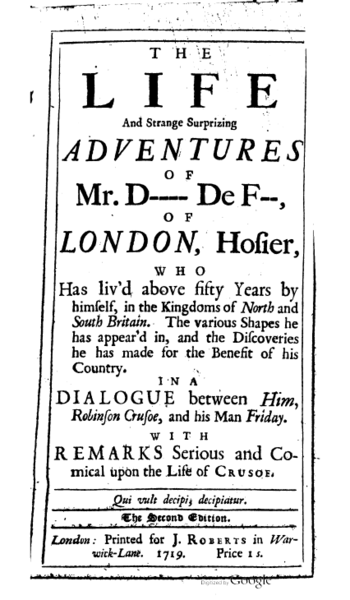 THE
LIFE
And Strange Surprizing
ADVENTURES
OF
Mr. D---- De F--,
OF
LONDON, Hoſier,
WHO
Has liv'd above fifty Years by
himſelf, in the Kingdoms of North and
South Britain. The various Shapes he
has appear'd in, and the Diſcoveries
he has made for the Benefit of his
Country.
IN A
DIALOGUE between Him,
Robinſon Cruſoe, and his Man Friday.
WITH
REMARKS Serious and Co-
mical upon the Life of CRUSOE.
Qui vult decipi, decipiatur.
The Second Edition.
London: Printed for J. ROBERTS in War-
wick-Lane. 1719. Price 1 s.
Google